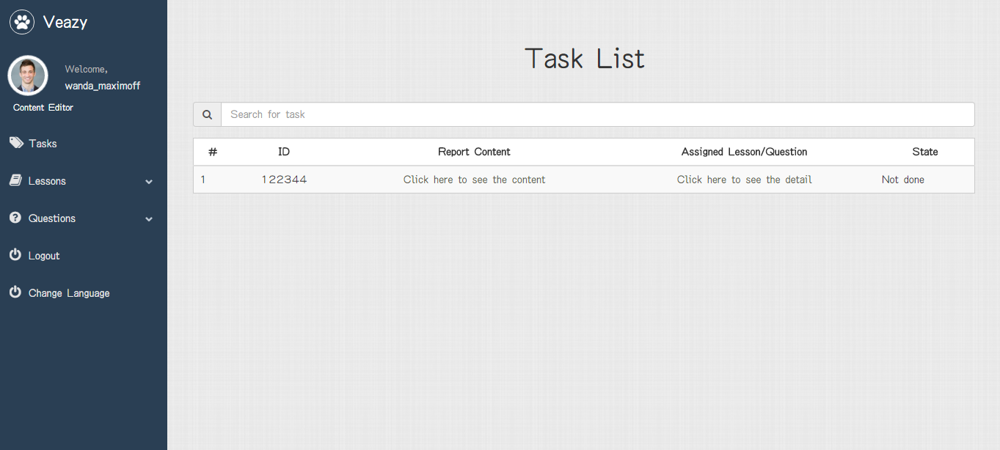 Veazy
Welcome,
wanda_maximoff
Content Editor
Tasks
Lessons
Questions
Logout
Change Language
Task List
Search for task
# ID Report Content Assigned Lesson/Question State
1 122344 Click here to see the content Click here to see the detail Not done